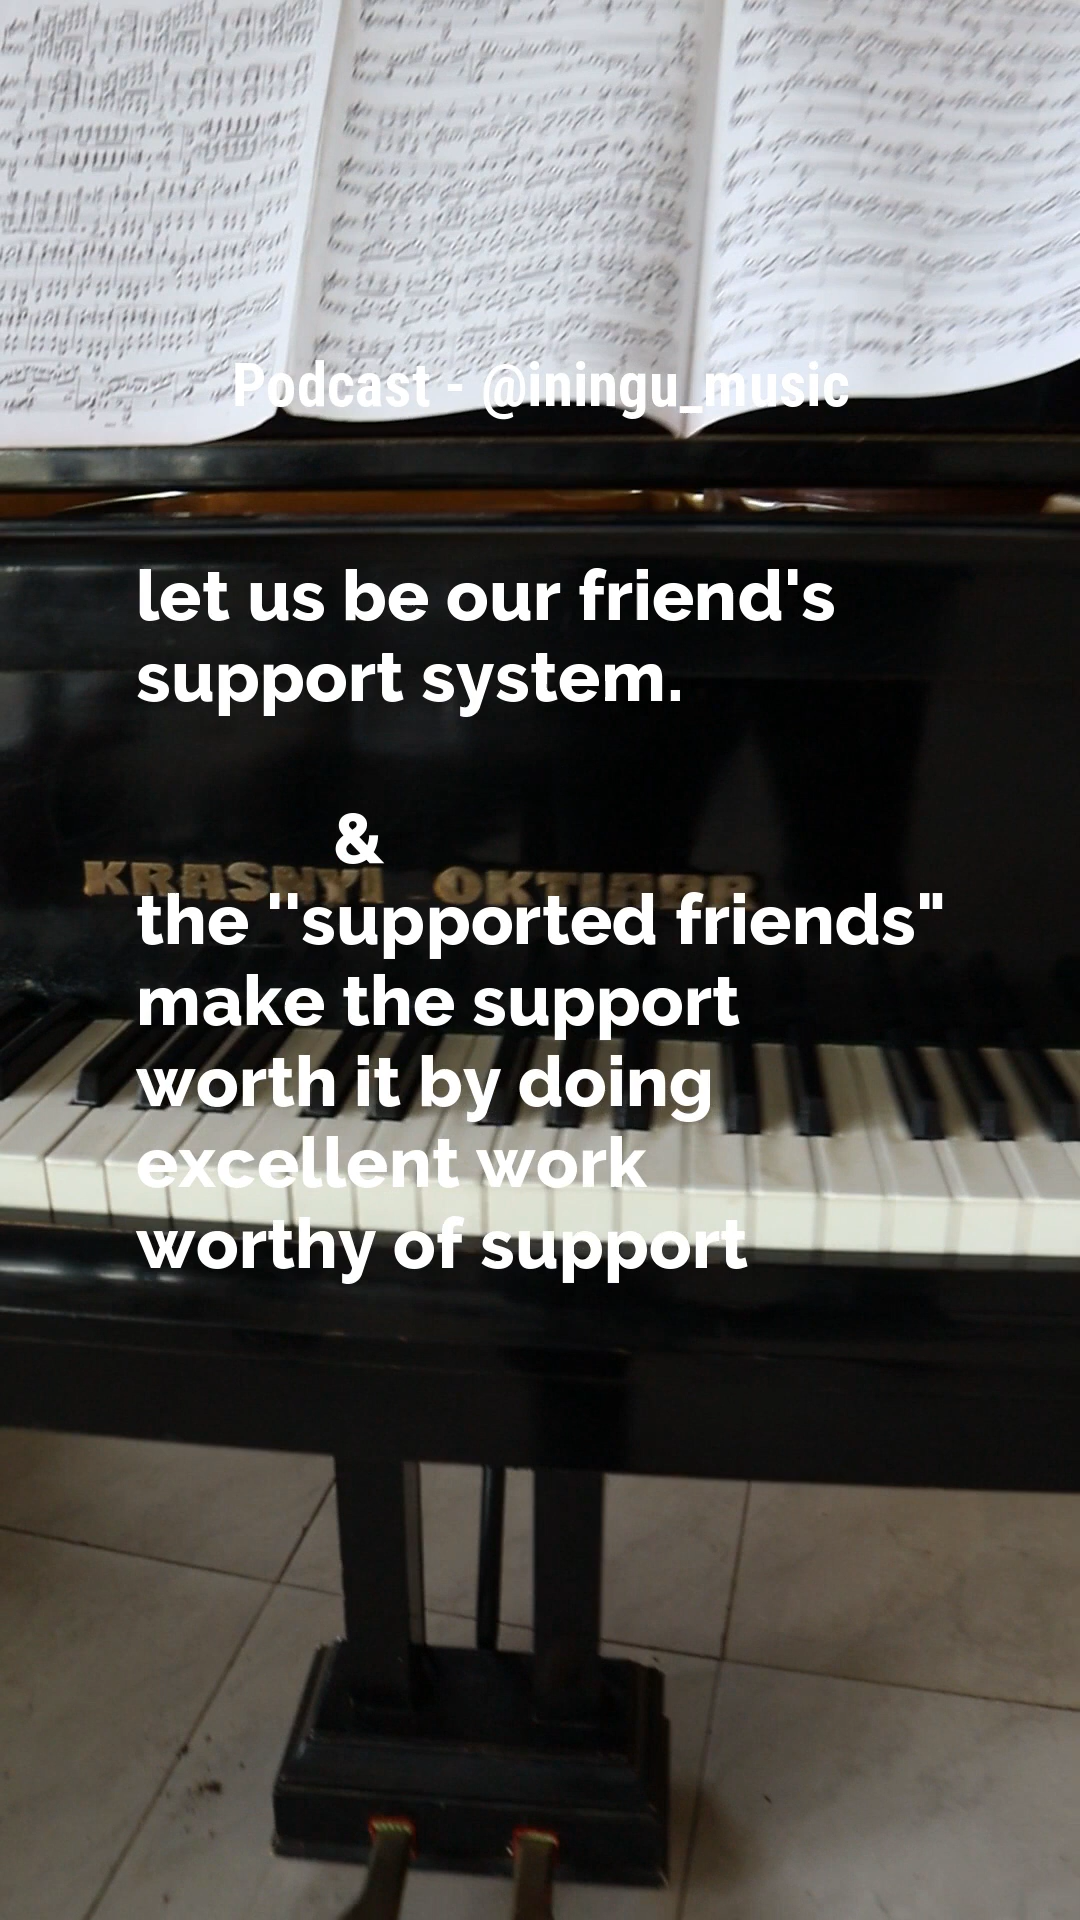 Podcast - @iningu_music
let us be our friend's
support system.
&
KRASNYI OKTIABR
the "supported friends"
make the support
worth it by doing
excellent work
worthy of support